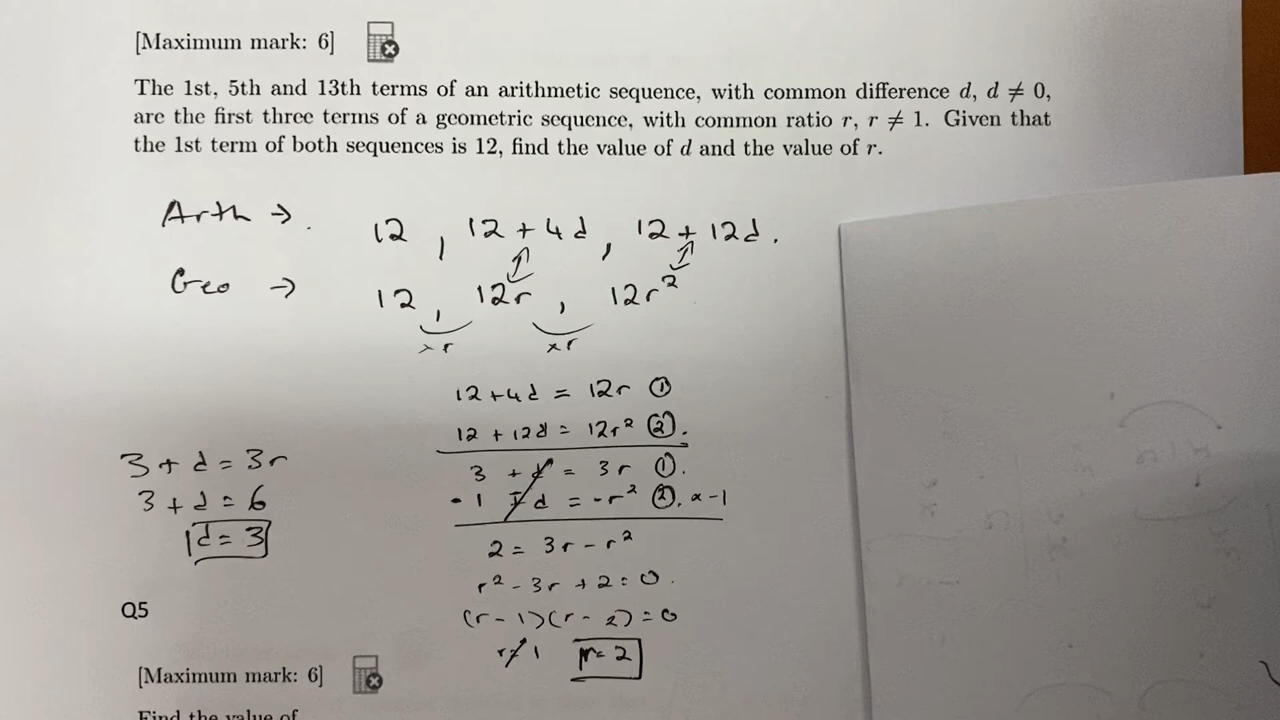 [Maximum mark: 6]
The 1st, 5th and 13th terms of an arithmetic sequence, with common difference d, d ≠ 0,
are the first three terms of a geometric sequence, with common ratio r, r ≠ 1. Given that
the 1st term of both sequences is 12, find the value of d and the value of r.
Arth → .
12 , 12 + 4d , 12 + 12d .
Geo →
12 , 12r , 12r²
×r ×r
12 + 4d = 12r ①
12 + 12d = 12r² ② .
3 + d = 3r ① .
- 1 - d = - r² ② . x - 1
2 = 3r - r²
r² - 3r + 2 = 0 .
(r - 1)(r - 2) = 0
r ≠ 1 r = 2
3 + d = 3r
3 + d = 6
d = 3
Q5
[Maximum mark: 6]
Find the value of